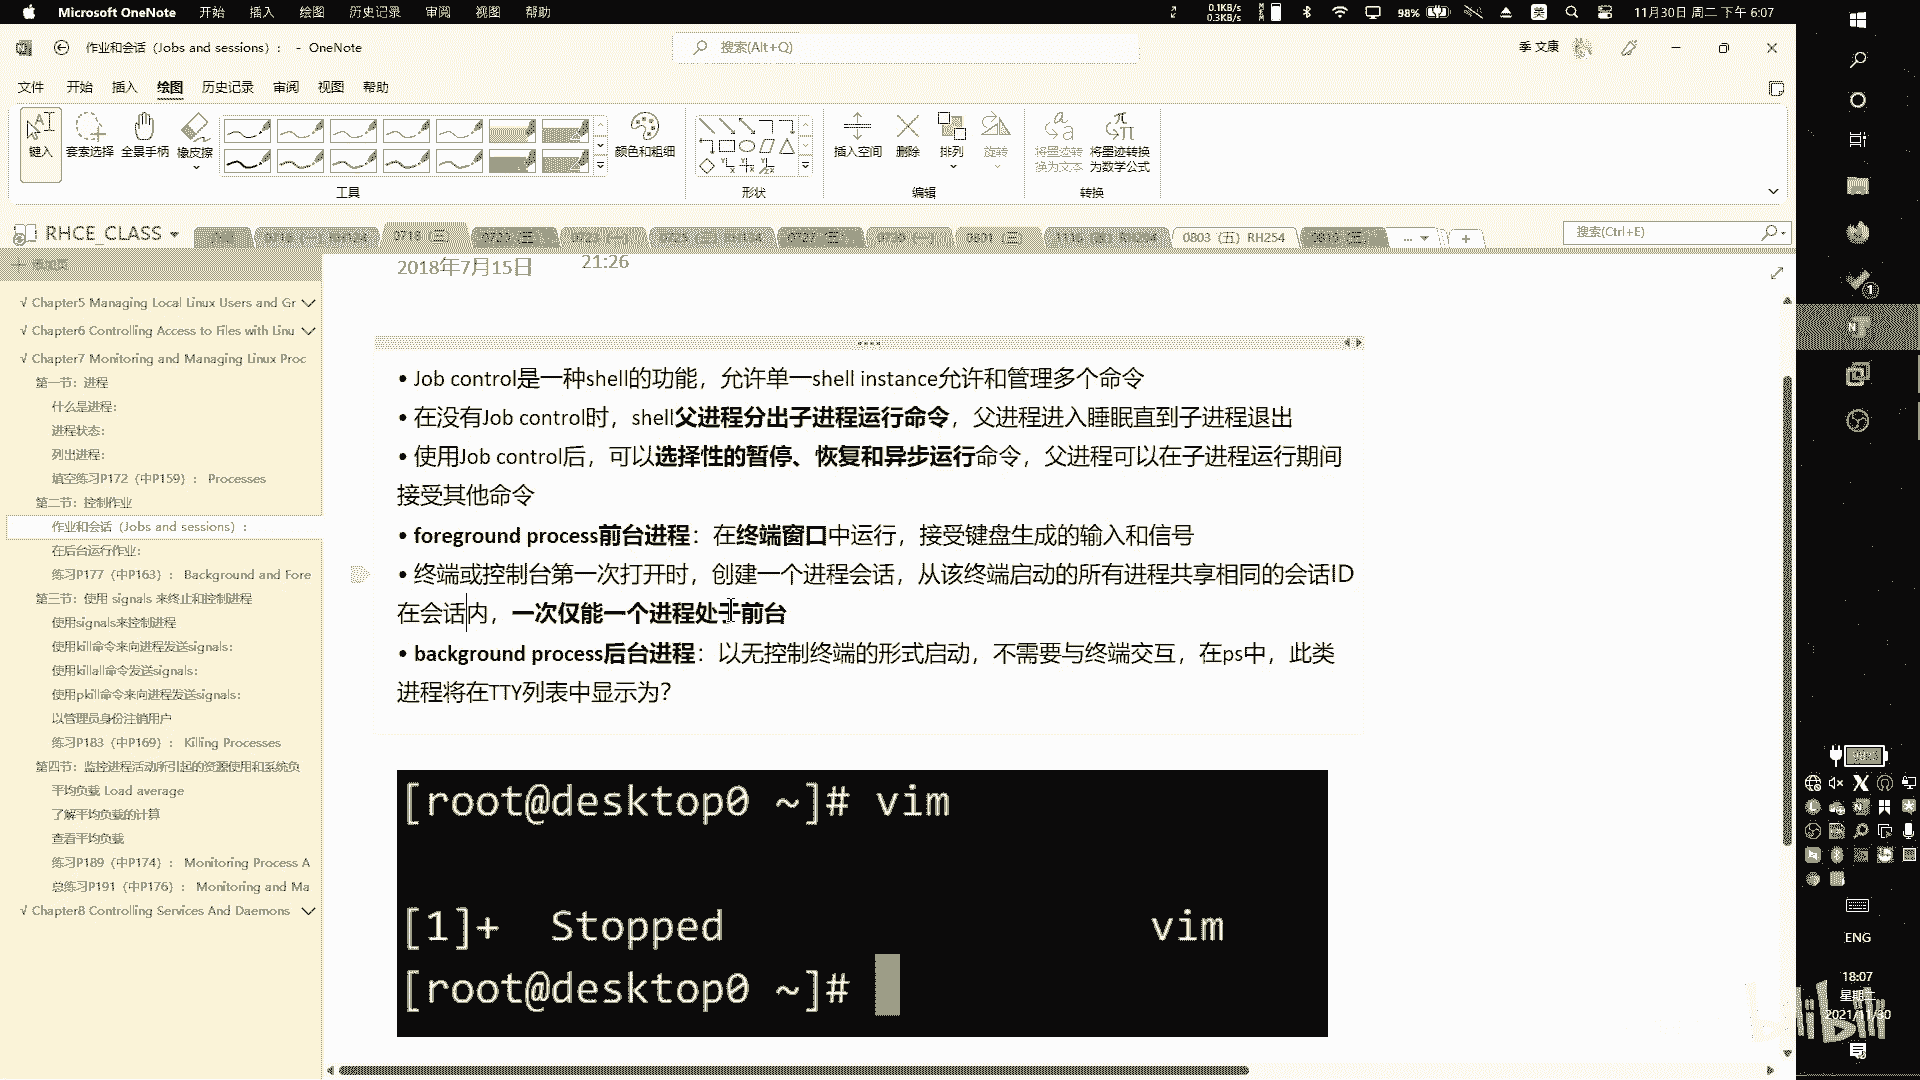 Microsoft OneNote 开始 插入 绘图 历史记录 审阅 视图 帮助
0.1KB/s
0.3KB/s
98% 英 11月30日 周二 下午 6:07
作业和会话（Jobs and sessions）： - OneNote
搜索(Alt+Q)
季 文康
文件 开始 插入 绘图 历史记录 审阅 视图 帮助
键入 套索选择 全景手柄 橡皮擦 颜色和粗细 插入空间 删除 排列 旋转 将墨迹转换为文本 将墨迹转换为数学公式
工具 形状 编辑 转换
RHCE_CLASS 0718 (三) 0801 (三) 0803 (五) RH254
搜索(Ctrl+E)
添加页
√ Chapter5 Managing Local Linux Users and Gr
√ Chapter6 Controlling Access to Files with Linu
√ Chapter7 Monitoring and Managing Linux Proc
第一节：进程
什么是进程:
进程状态:
列出进程:
填空练习P172（中P159）： Processes
第二节：控制作业
作业和会话（Jobs and sessions）：
在后台运行作业:
练习P177（中P163）： Background and Fore
第三节：使用 signals 来终止和控制进程
使用signals来控制进程
使用kill命令来向进程发送signals:
使用killall命令发送signals:
使用pkill命令来向进程发送signals:
以管理员身份注销用户
练习P183（中P169）： Killing Processes
第四节：监控进程活动所引起的资源使用和系统负
平均负载 Load average
了解平均负载的计算
查看平均负载
练习P189（中P174）： Monitoring Process A
总练习P191（中P176）： Monitoring and Ma
√ Chapter8 Controlling Services And Daemons
2018年7月15日 21:26
• Job control是一种shell的功能，允许单一shell instance允许和管理多个命令
• 在没有Job control时，shell父进程分出子进程运行命令，父进程进入睡眠直到子进程退出
• 使用Job control后，可以选择性的暂停、恢复和异步运行命令，父进程可以在子进程运行期间
接受其他命令
• foreground process前台进程：在终端窗口中运行，接受键盘生成的输入和信号
• 终端或控制台第一次打开时，创建一个进程会话，从该终端启动的所有进程共享相同的会话ID
在会话内，一次仅能一个进程处于前台
• background process后台进程：以无控制终端的形式启动，不需要与终端交互，在ps中，此类
进程将在TTY列表中显示为?
[root@desktop0 ~]# vim
[1]+ Stopped vim
[root@desktop0 ~]#
ENG
18:07
星期二
2021/11/30
bilibili